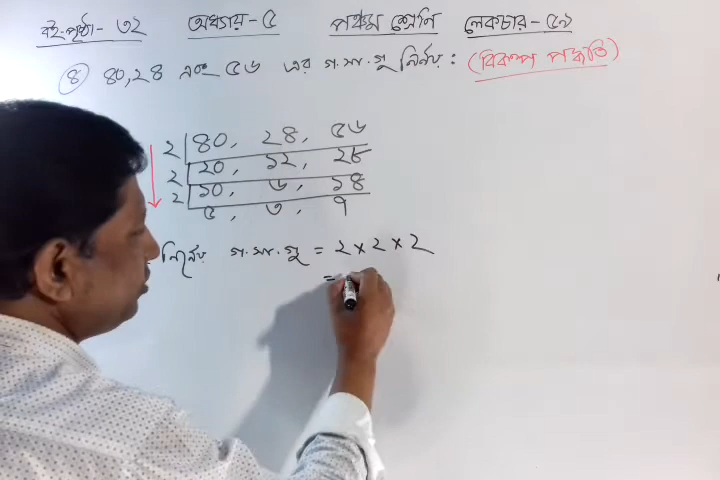 বই-পৃষ্ঠা- ৩২ অধ্যায়-৫ পঞ্চম শ্রেণি লেকচার-৫৯
৪ ৪০,২৪ এবং ৫৬ এর গ.সা.গু নির্ণয় : (বিকল্প পদ্ধতি)
২ ৪০, ২৪, ৫৬
২ ২০, ১২, ২৮
২ ১০, ৬, ১৪
৫, ৩, ৭
নির্ণেয় গ.সা.গু = ২ × ২ × ২
=